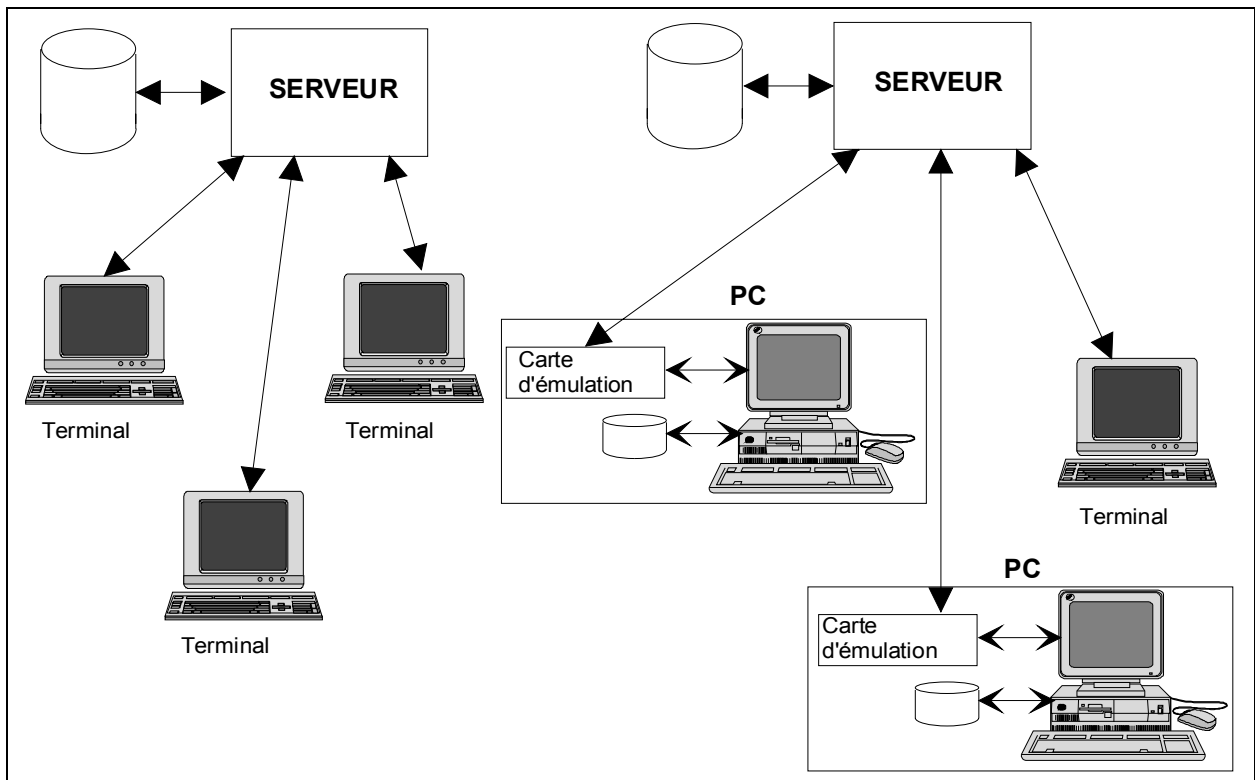 SERVEUR
Terminal
Terminal
Terminal
SERVEUR
PC
Carte
d'émulation
Terminal
PC
Carte
d'émulation